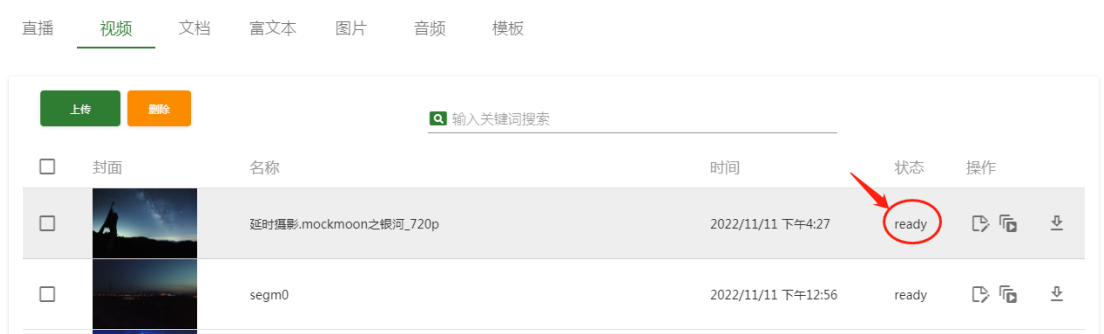 直播 视频 文档 富文本 图片 音频 模板
上传 删除 输入关键词搜索
封面 名称 时间 状态 操作
延时攝影.mockmoon之银河_720p 2022/11/11 下午4:27 ready
segm0 2022/11/11 下午12:56 ready